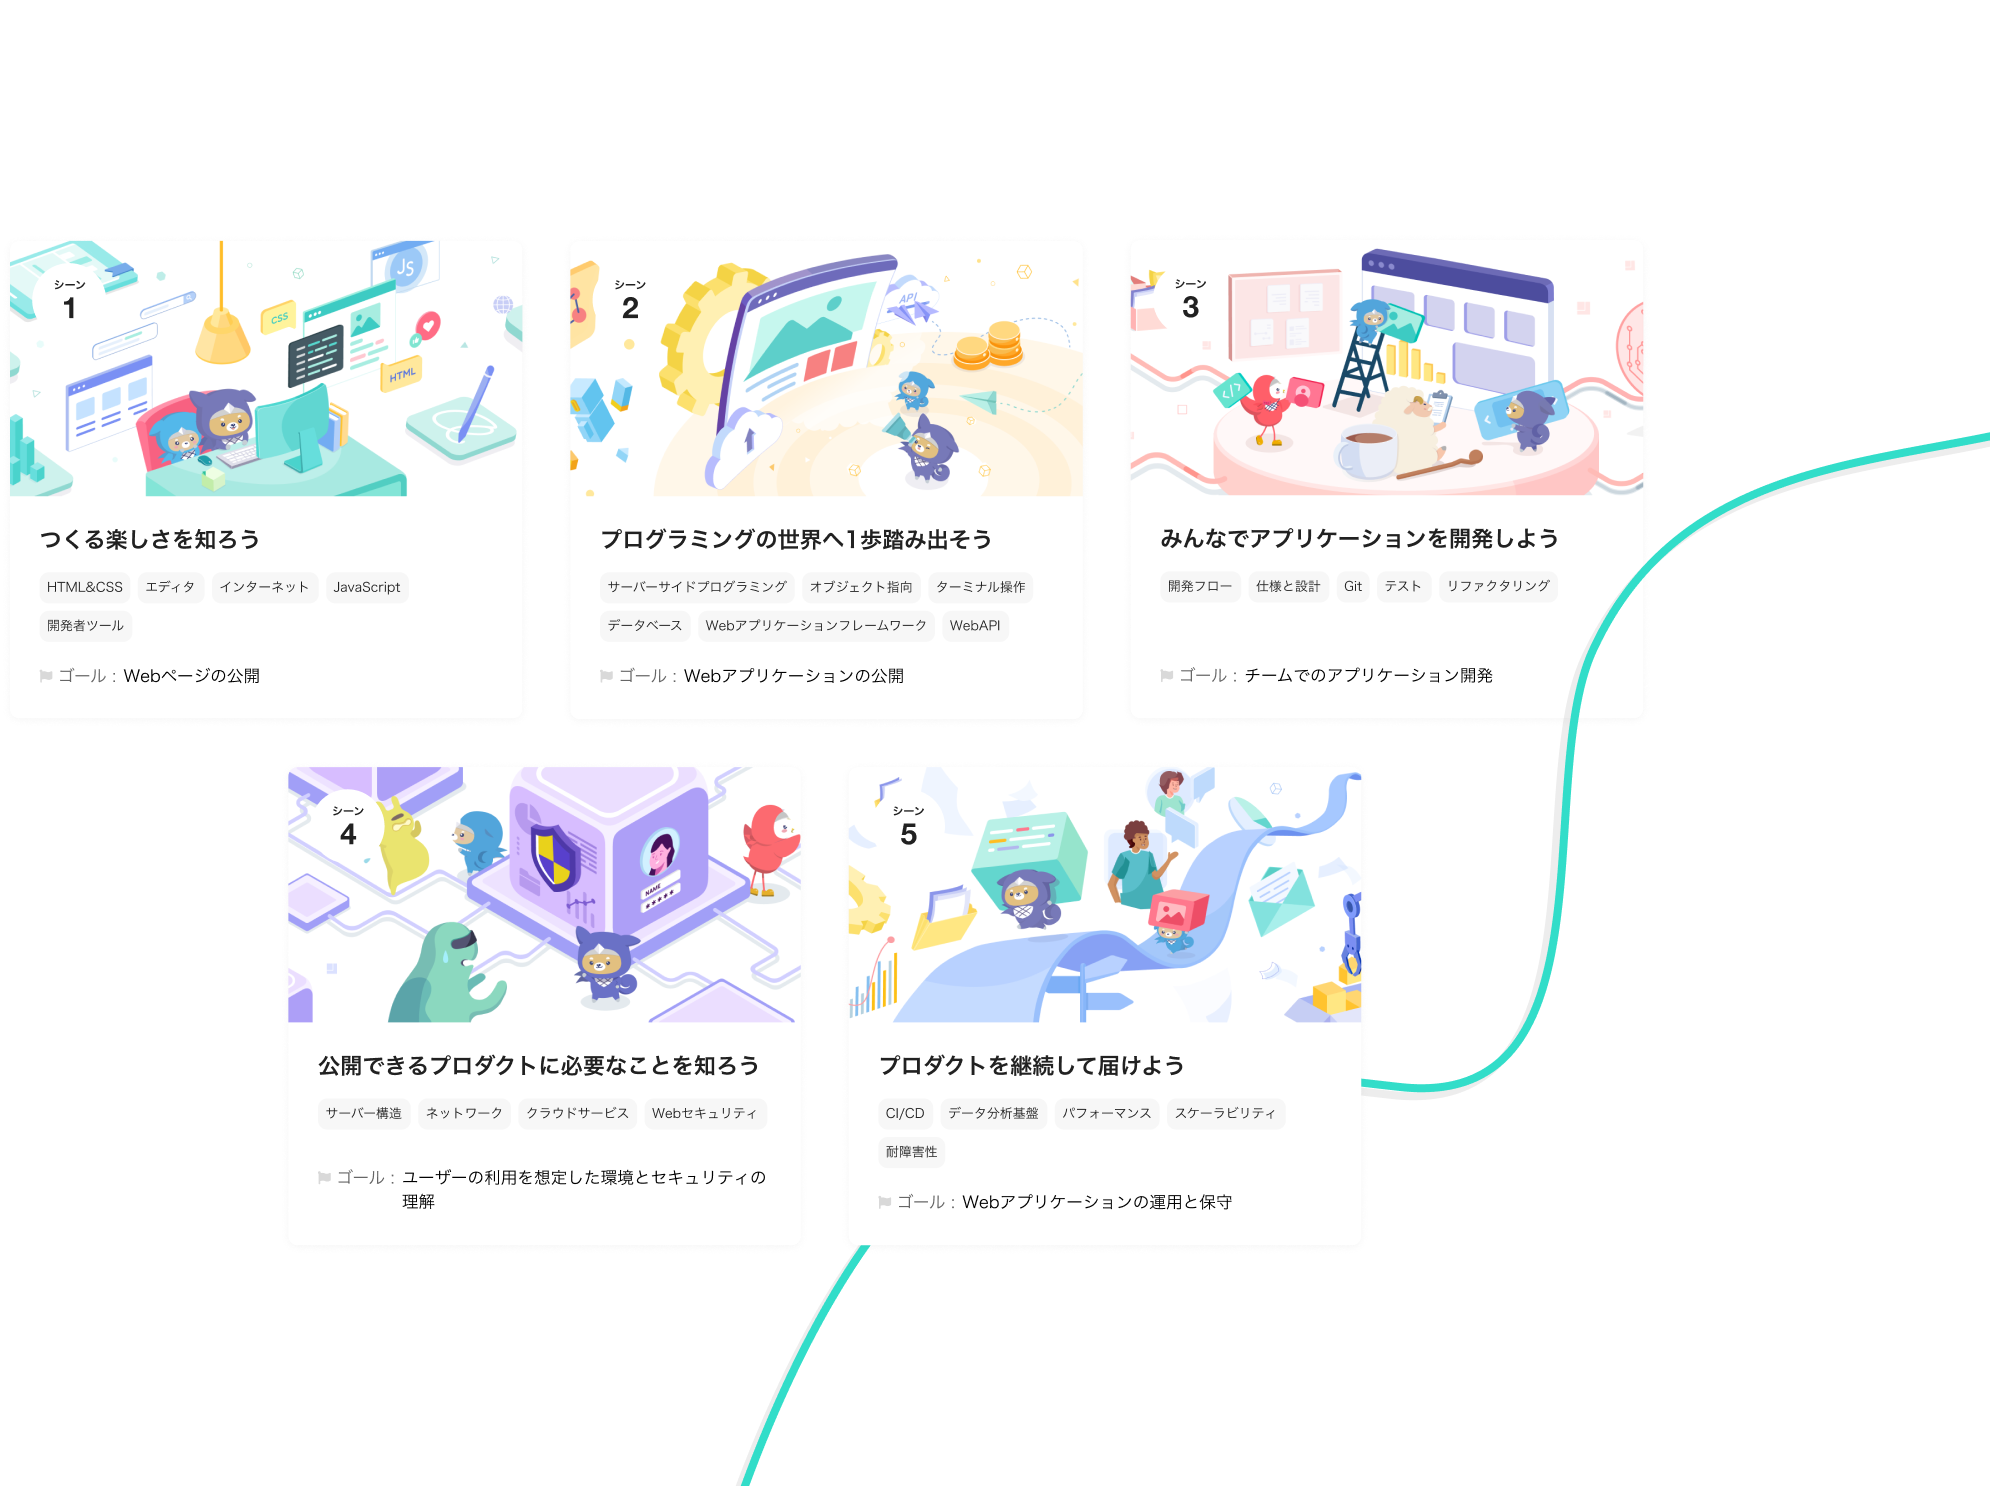 シーン
1
JS
CSS
HTML
つくる楽しさを知ろう
HTML&CSS エディタ インターネット JavaScript
開発者ツール
ゴール : Webページの公開
シーン
2
API
プログラミングの世界へ1歩踏み出そう
サーバーサイドプログラミング オブジェクト指向 ターミナル操作
データベース Webアプリケーションフレームワーク WebAPI
ゴール : Webアプリケーションの公開
シーン
3
</>
<
みんなでアプリケーションを開発しよう
開発フロー 仕様と設計 Git テスト リファクタリング
ゴール : チームでのアプリケーション開発
シーン
4
NAME
*****
公開できるプロダクトに必要なことを知ろう
サーバー構造 ネットワーク クラウドサービス Webセキュリティ
ゴール : ユーザーの利用を想定した環境とセキュリティの
理解
シーン
5
プロダクトを継続して届けよう
CI/CD データ分析基盤 パフォーマンス スケーラビリティ
耐障害性
ゴール : Webアプリケーションの運用と保守